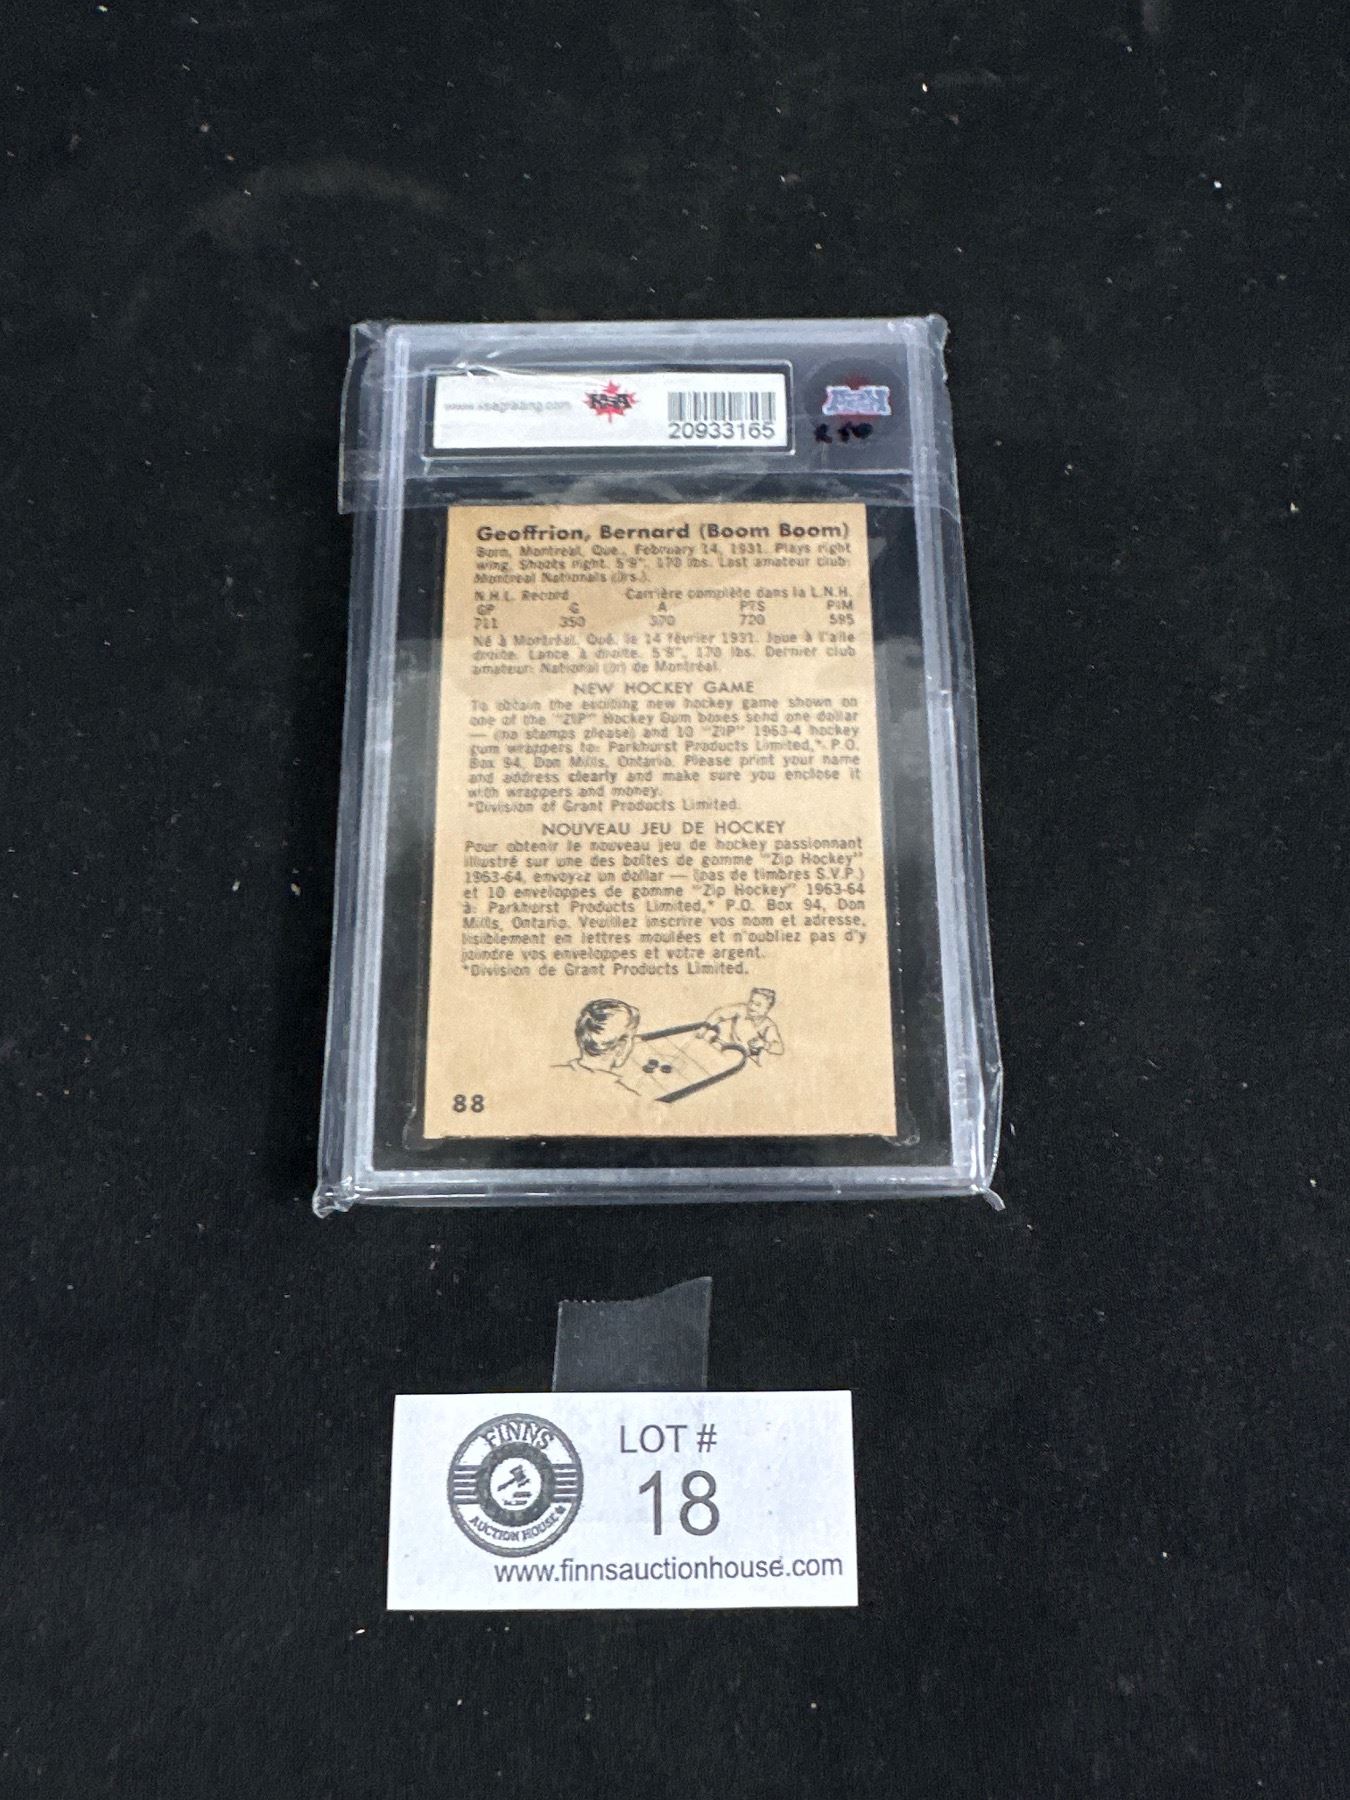 www.ksagrading.com
KSA
20933165
Geoffrion, Bernard (Boom Boom)
Born, Montreal, Que., February 14, 1931. Plays right
wing. Shoots right. 5'9", 170 lbs. Last amateur club:
Montreal Nationals (Jrs.).
N.H.L. Record Carrière complète dans la L.N.H.
GP G A PTS PIM
711 350 370 720 595
Né à Montréal, Qué. le 14 février 1931. Joue à l'aile
droite. Lance à droite. 5'9", 170 lbs. Dernier club
amateur: National (Jr) de Montréal.
NEW HOCKEY GAME
To obtain the exciting new hockey game shown on
one of the "ZIP" Hockey Gum boxes send one dollar
— (no stamps please) and 10 "ZIP" 1963-4 hockey
gum wrappers to: Parkhurst Products Limited,* P.O.
Box 94, Don Mills, Ontario. Please print your name
and address clearly and make sure you enclose it
with wrappers and money.
*Division of Grant Products Limited.
NOUVEAU JEU DE HOCKEY
Pour obtenir le nouveau jeu de hockey passionnant
illustré sur une des boîtes de gomme "Zip Hockey"
1963-64, envoyez un dollar — (pas de timbres S.V.P.)
et 10 enveloppes de gomme "Zip Hockey" 1963-64
à: Parkhurst Products Limited,* P.O. Box 94, Don
Mills, Ontario. Veuillez inscrire vos nom et adresse,
lisiblement en lettres moulées et n'oubliez pas d'y
joindre vos enveloppes et votre argent.
*Division de Grant Products Limited.
88
FINNS
AUCTION HOUSE
LOT #
18
www.finnsauctionhouse.com